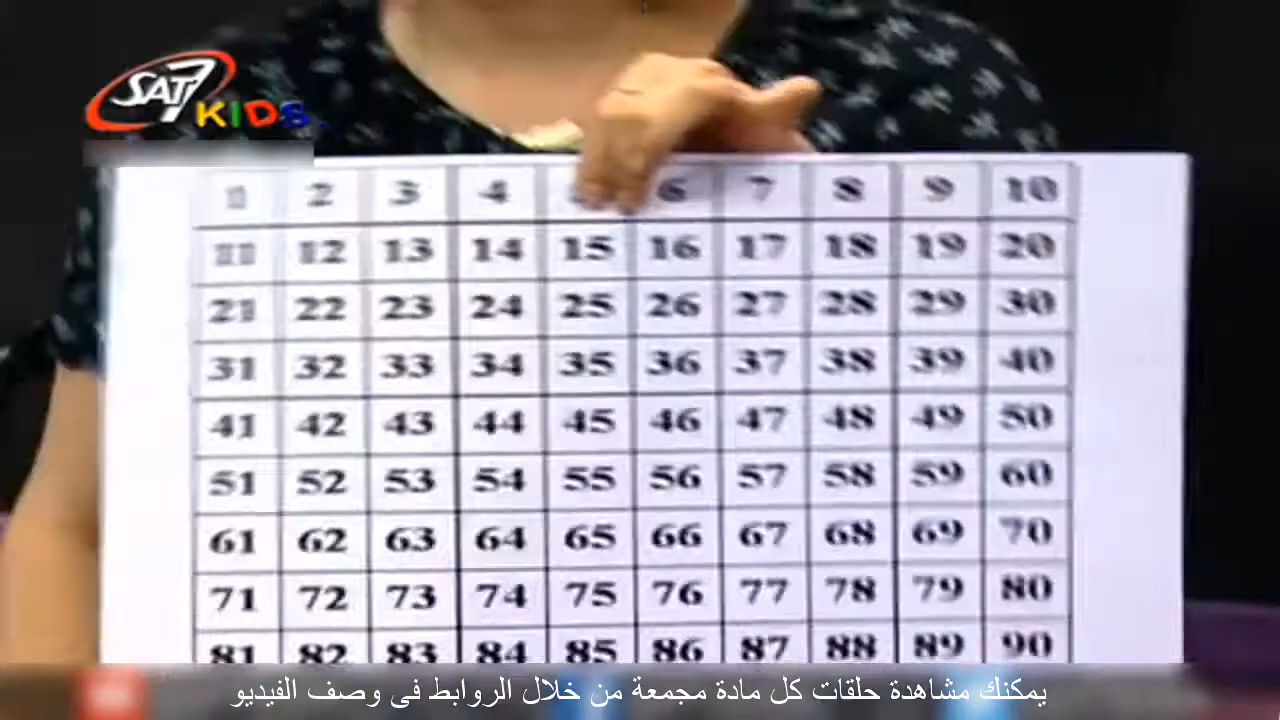 SAT7
KIDS
1 2 3 4 6 7 8 9 10
11 12 13 14 15 16 17 18 19 20
21 22 23 24 25 26 27 28 29 30
31 32 33 34 35 36 37 38 39 40
41 42 43 44 45 46 47 48 49 50
51 52 53 54 55 56 57 58 59 60
61 62 63 64 65 66 67 68 69 70
71 72 73 74 75 76 77 78 79 80
81 82 83 84 85 86 87 88 89 90
يمكنك مشاهدة حلقات كل مادة مجمعة من خلال الروابط فى وصف الفيديو